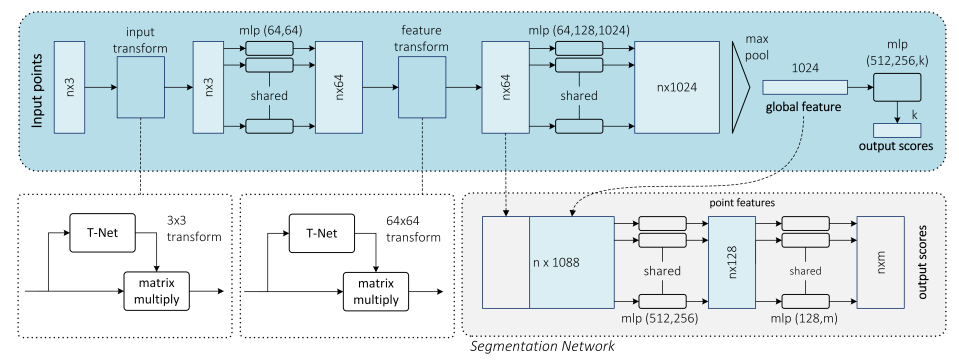 Input points
nx3
input
transform
nx3
mlp (64,64)
shared
nx64
feature
transform
nx64
mlp (64,128,1024)
shared
nx1024
max
pool
1024
global feature
mlp
(512,256,k)
k
output scores
T-Net
3x3
transform
matrix
multiply
T-Net
64x64
transform
matrix
multiply
point features
n x 1088
shared
mlp (512,256)
nx128
shared
mlp (128,m)
nxm
output scores
Segmentation Network